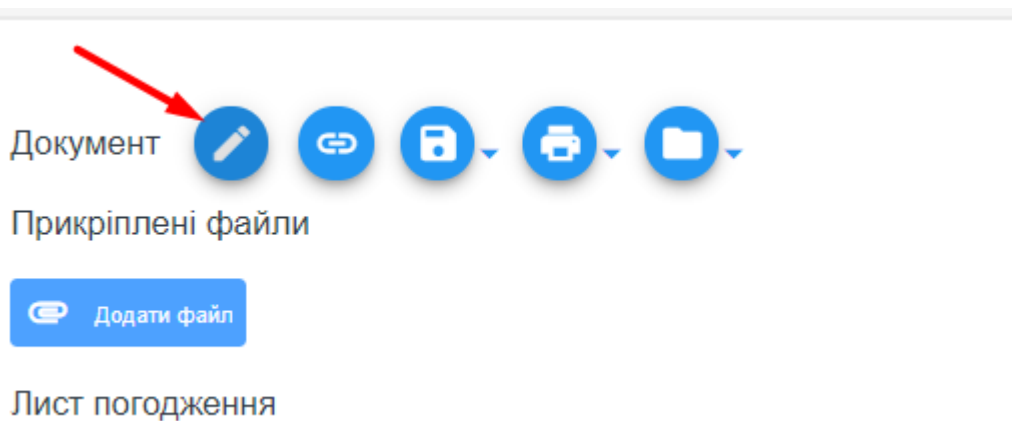 Документ
Прикріплені файли
Додати файл
Лист погодження